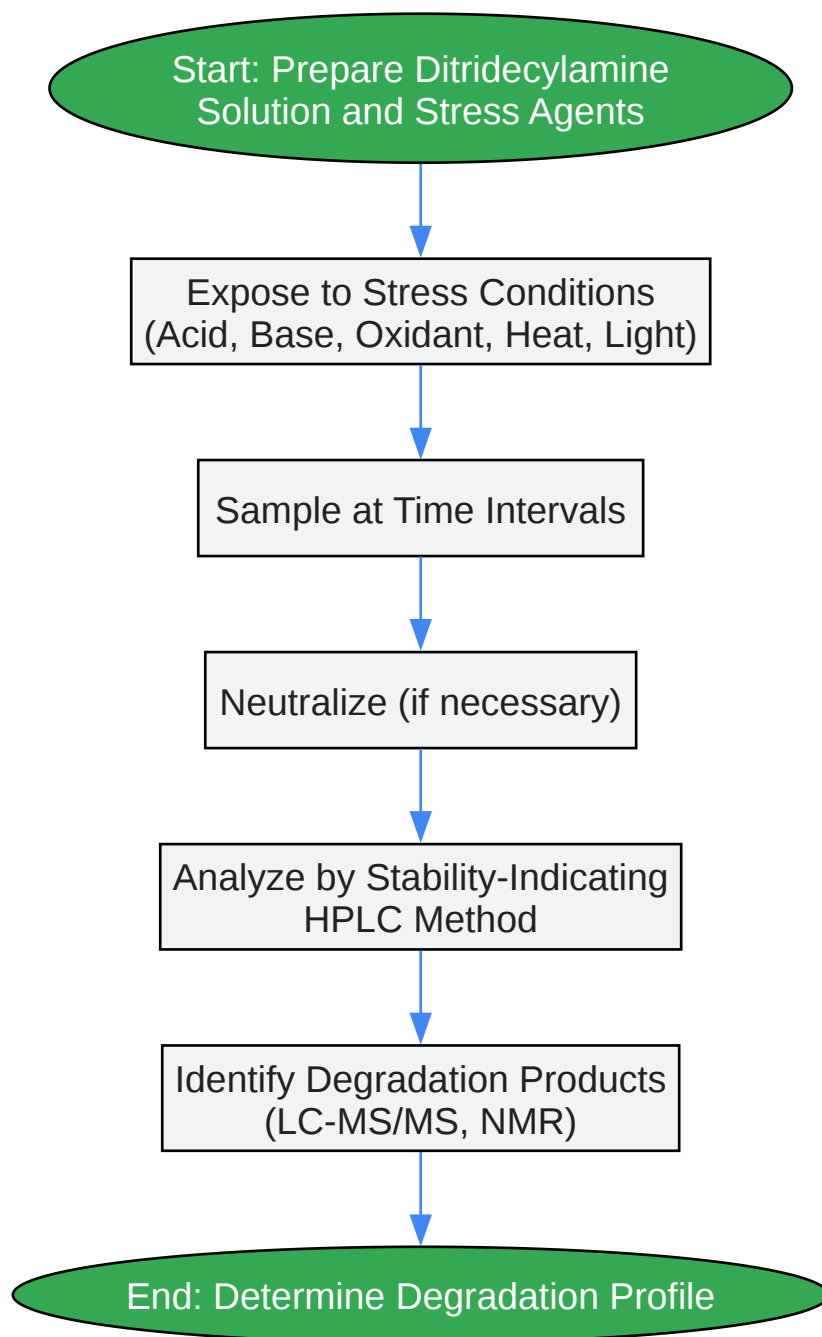 Start: Prepare Ditridecylamine
Solution and Stress Agents
Expose to Stress Conditions
(Acid, Base, Oxidant, Heat, Light)
Sample at Time Intervals
Neutralize (if necessary)
Analyze by Stability-Indicating
HPLC Method
Identify Degradation Products
(LC-MS/MS, NMR)
End: Determine Degradation Profile